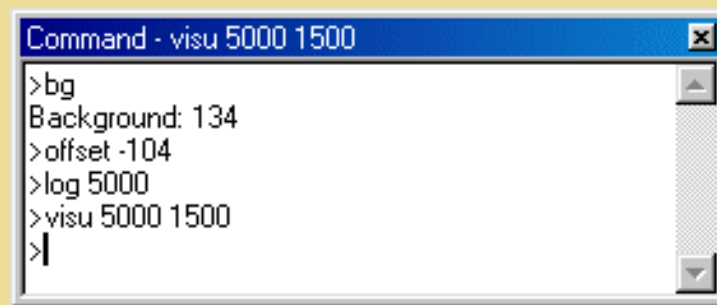 Command - visu 5000 1500
>bg
Background: 134
>offset -104
>log 5000
>visu 5000 1500
>